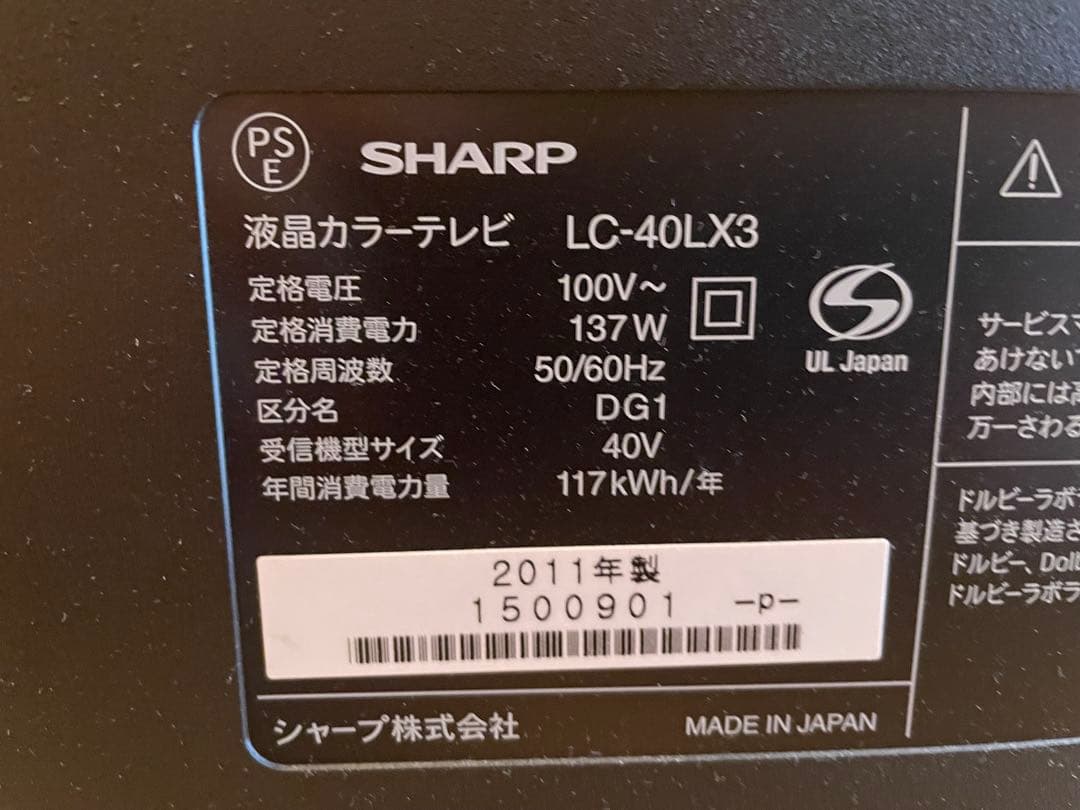 PS
E
SHARP
液晶カラーテレビ LC-40LX3
定格電圧 100V～
定格消費電力 137W
定格周波数 50/60Hz
区分名 DG1
受信機型サイズ 40V
年間消費電力量 117kWh/年
UL Japan
2011年製
1500901 -p-
シャープ株式会社 MADE IN JAPAN
サービスマ
あけない
内部には高
万一さわる
ドルビーラボ
基づき製造さ
ドルビー、Dol
ドルビーラボラ